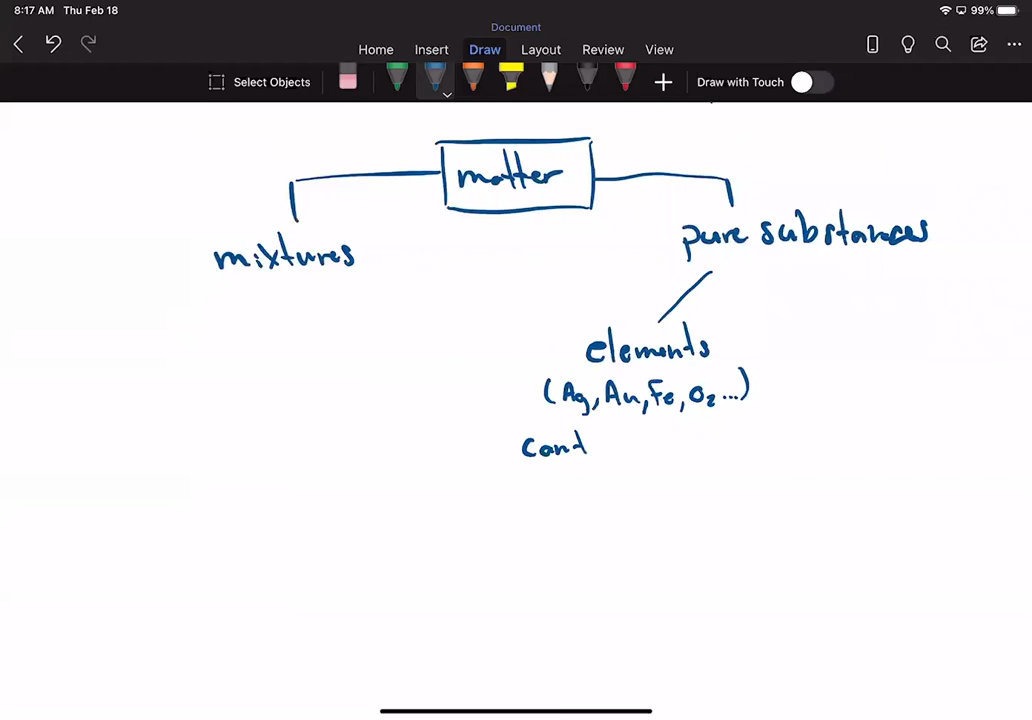 8:17 AM Thu Feb 18 99%
Document
Home Insert Draw Layout Review View
Select Objects Draw with Touch
matter
mixtures pure substances
elements
(Ag, Au, Fe, O₂ ...)
cant